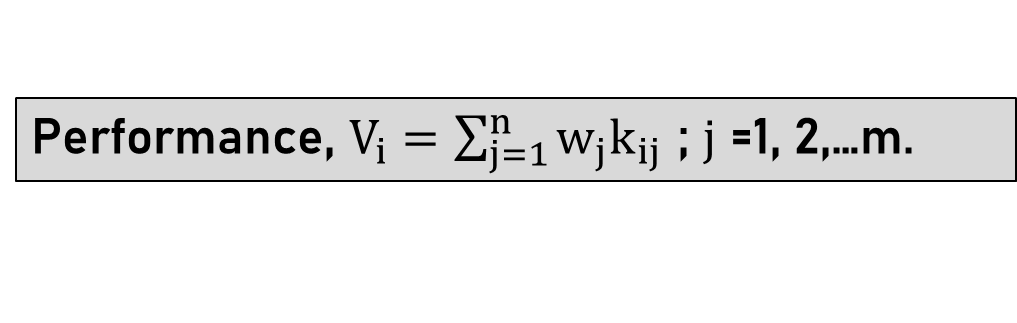 Performance, Vᵢ = ∑ⁿⱼ₌₁ wⱼkᵢⱼ ; j =1, 2,...m.